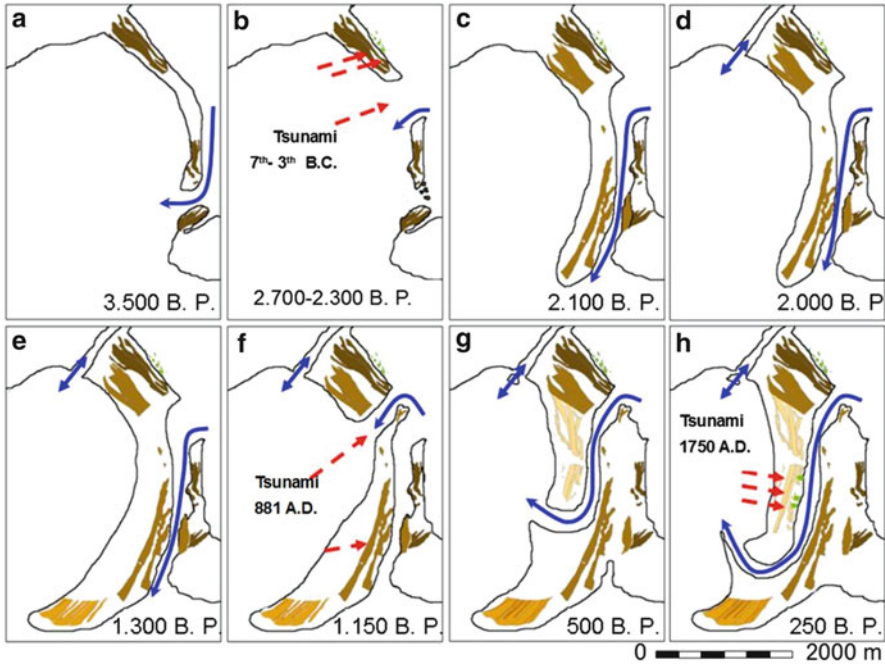 a
3.500 B. P.
b
Tsunami
7th- 3th B.C.
2.700-2.300 B. P.
c
2.100 B. P.
d
2.000 B. P.
e
1.300 B. P.
f
Tsunami
881 A.D.
1.150 B. P.
g
500 B. P.
h
Tsunami
1750 A.D.
250 B. P.
0 2000 m